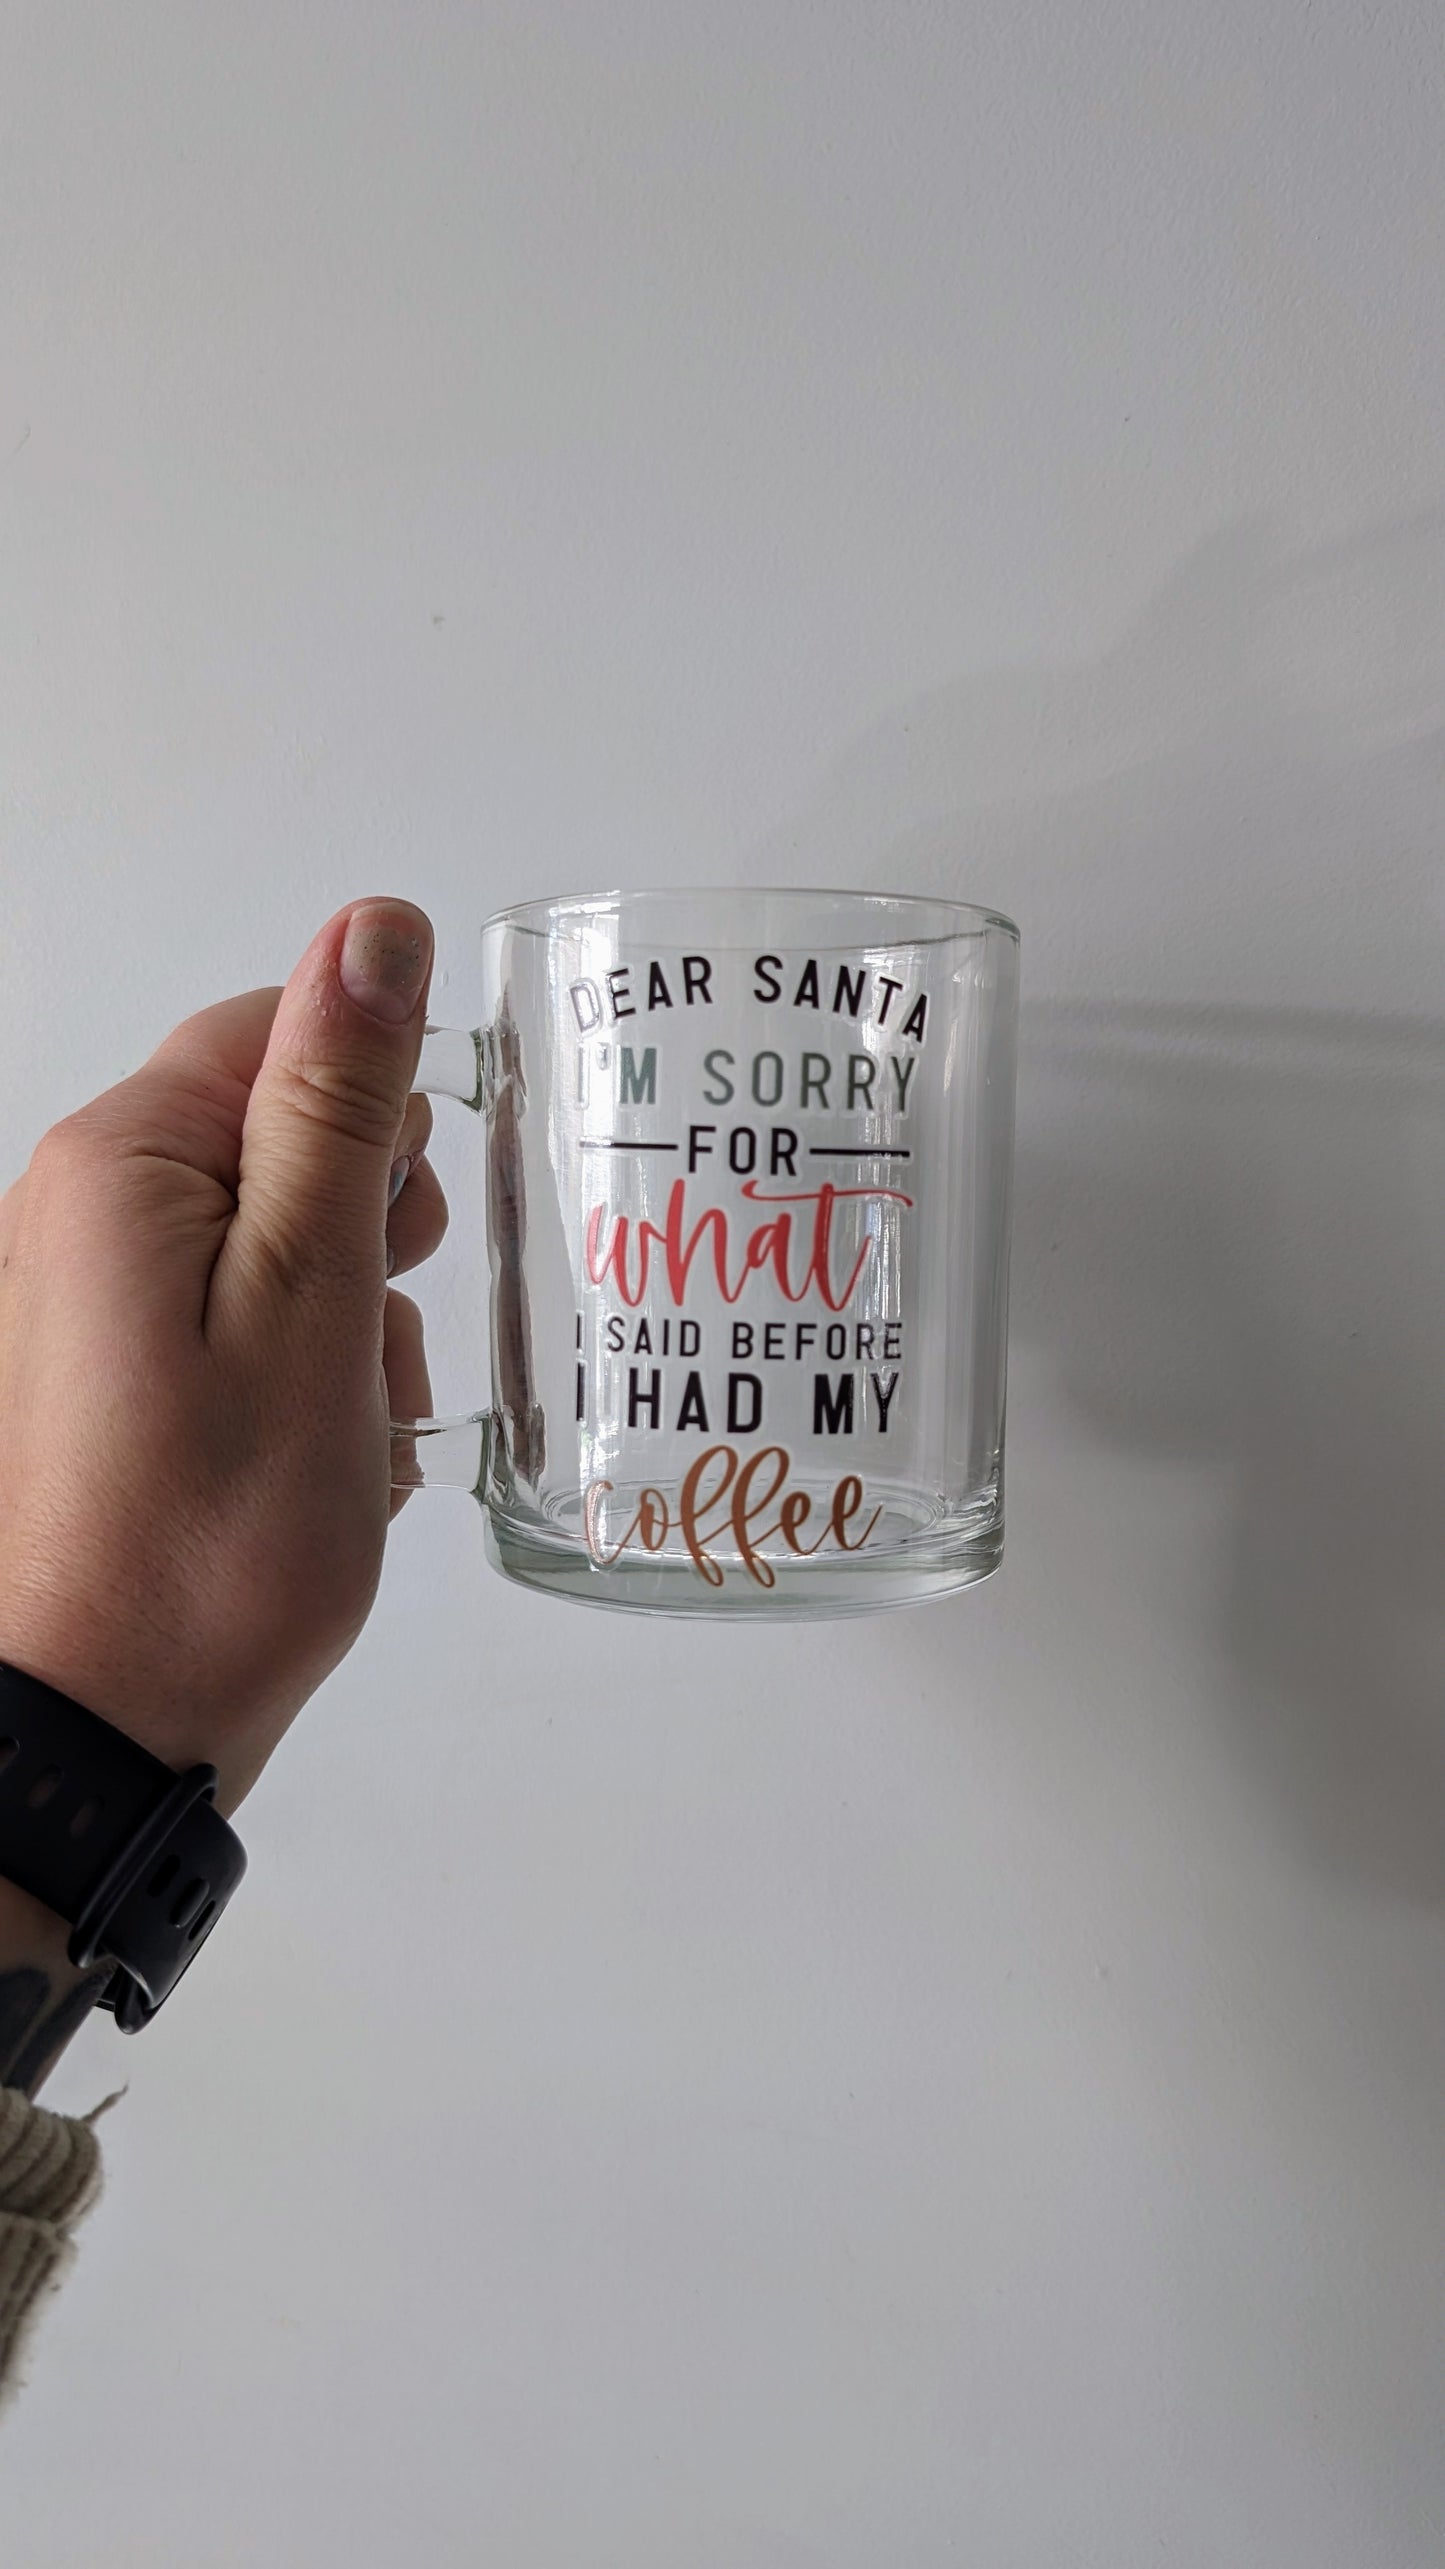 DEAR SANTA
I'M SORRY
FOR
what
I SAID BEFORE
I HAD MY
coffee